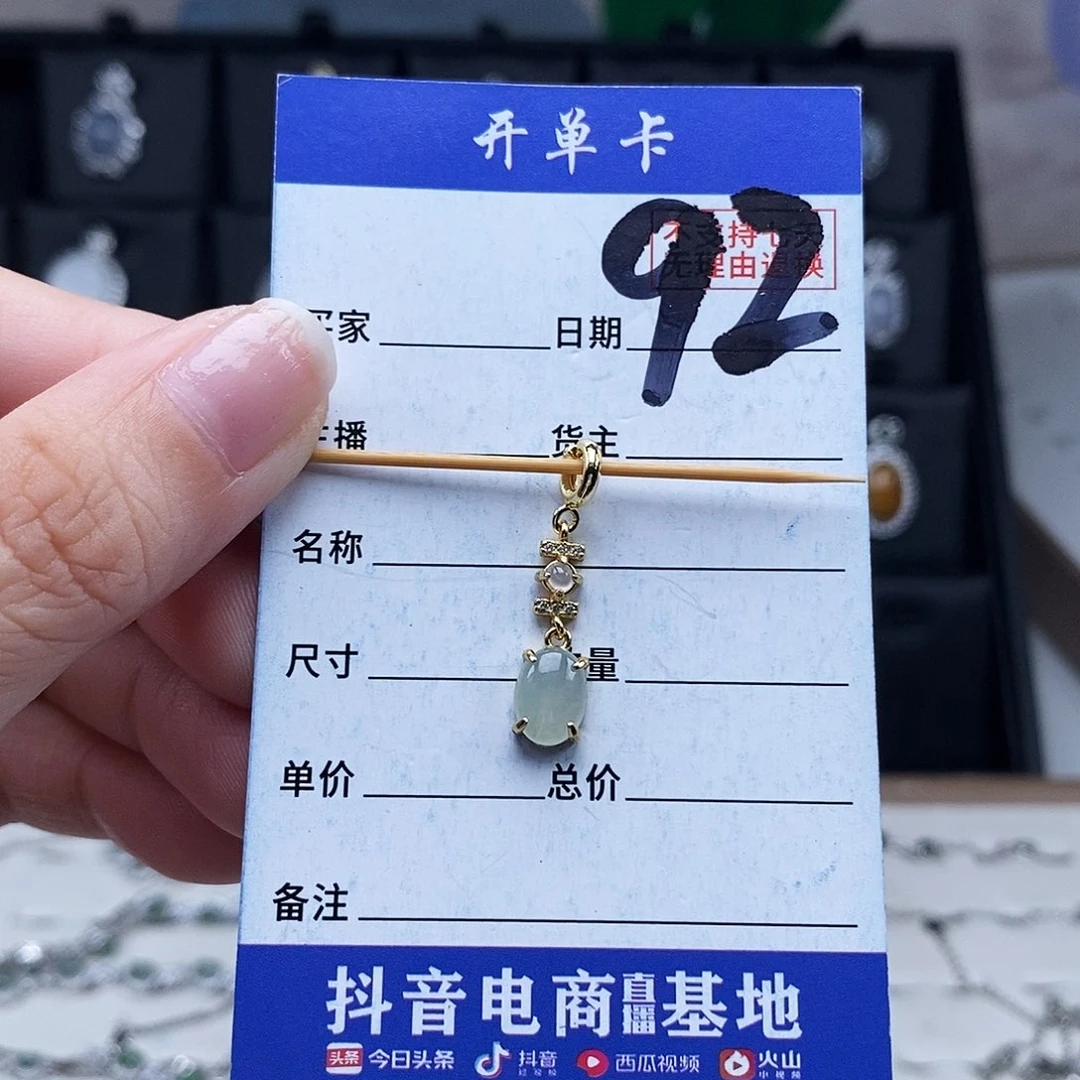 开单卡
92
不支持七天
无理由退换
买家 日期
主播 货主
名称
尺寸 量
单价 总价
备注
抖音电商直播基地
头条 今日头条 抖音 西瓜视频 火山